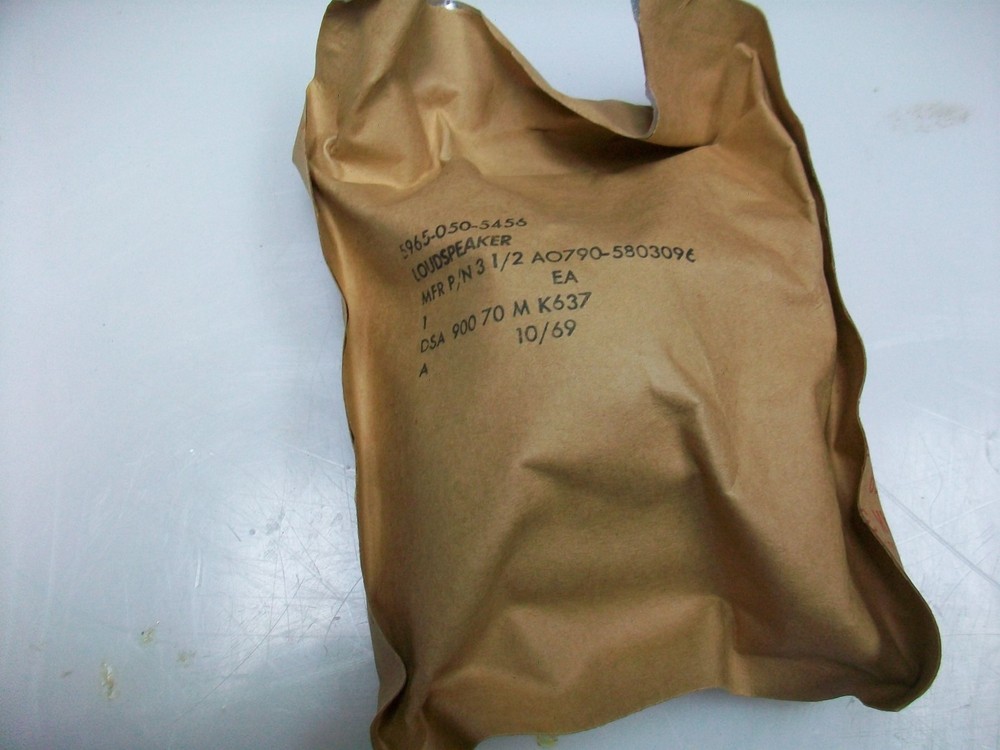 5965-050-5456
LOUDSPEAKER
MFR P/N 3 1/2 AO790-5803096
1 EA
DSA 900 70 M K637
A 10/69